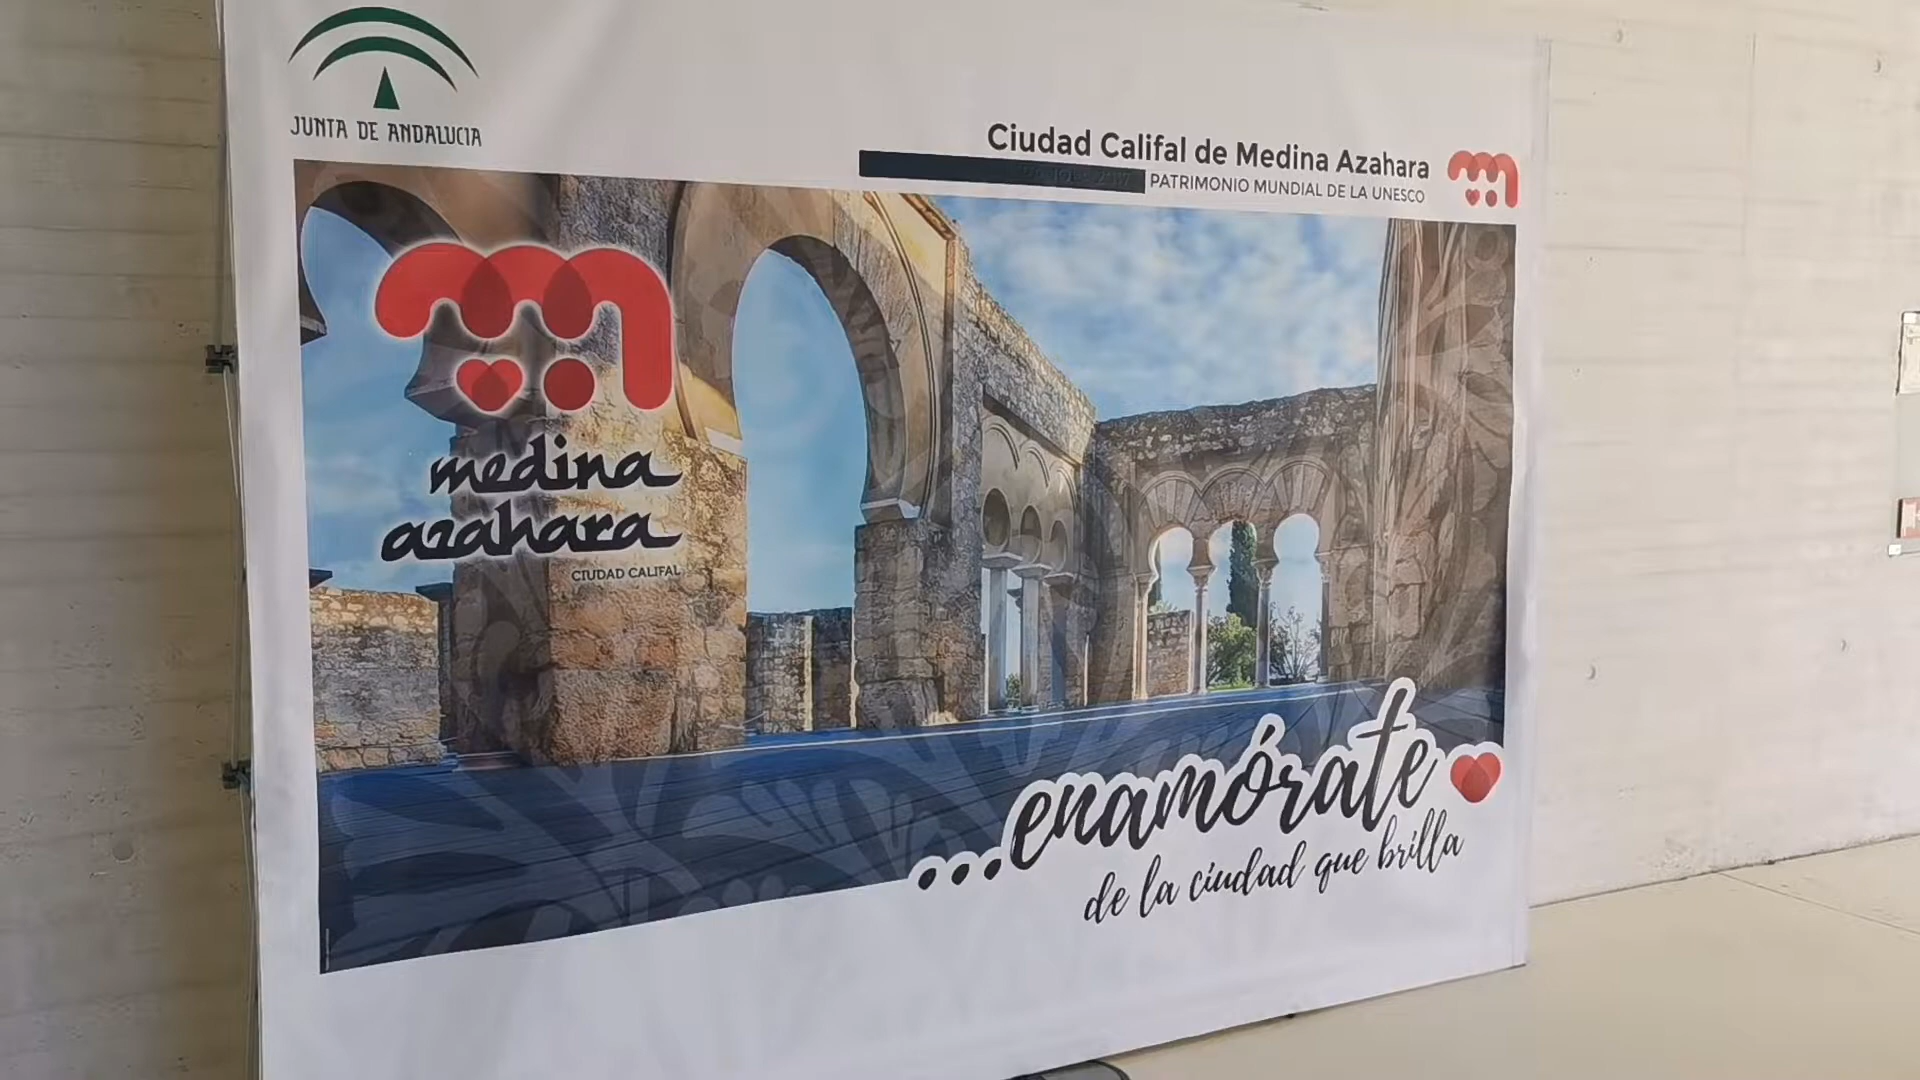 JUNTA DE ANDALUCIA
Ciudad Califal de Medina Azahara
PATRIMONIO MUNDIAL DE LA UNESCO
medina
azahara
CIUDAD CALIFAL
...enamórate
de la ciudad que brilla